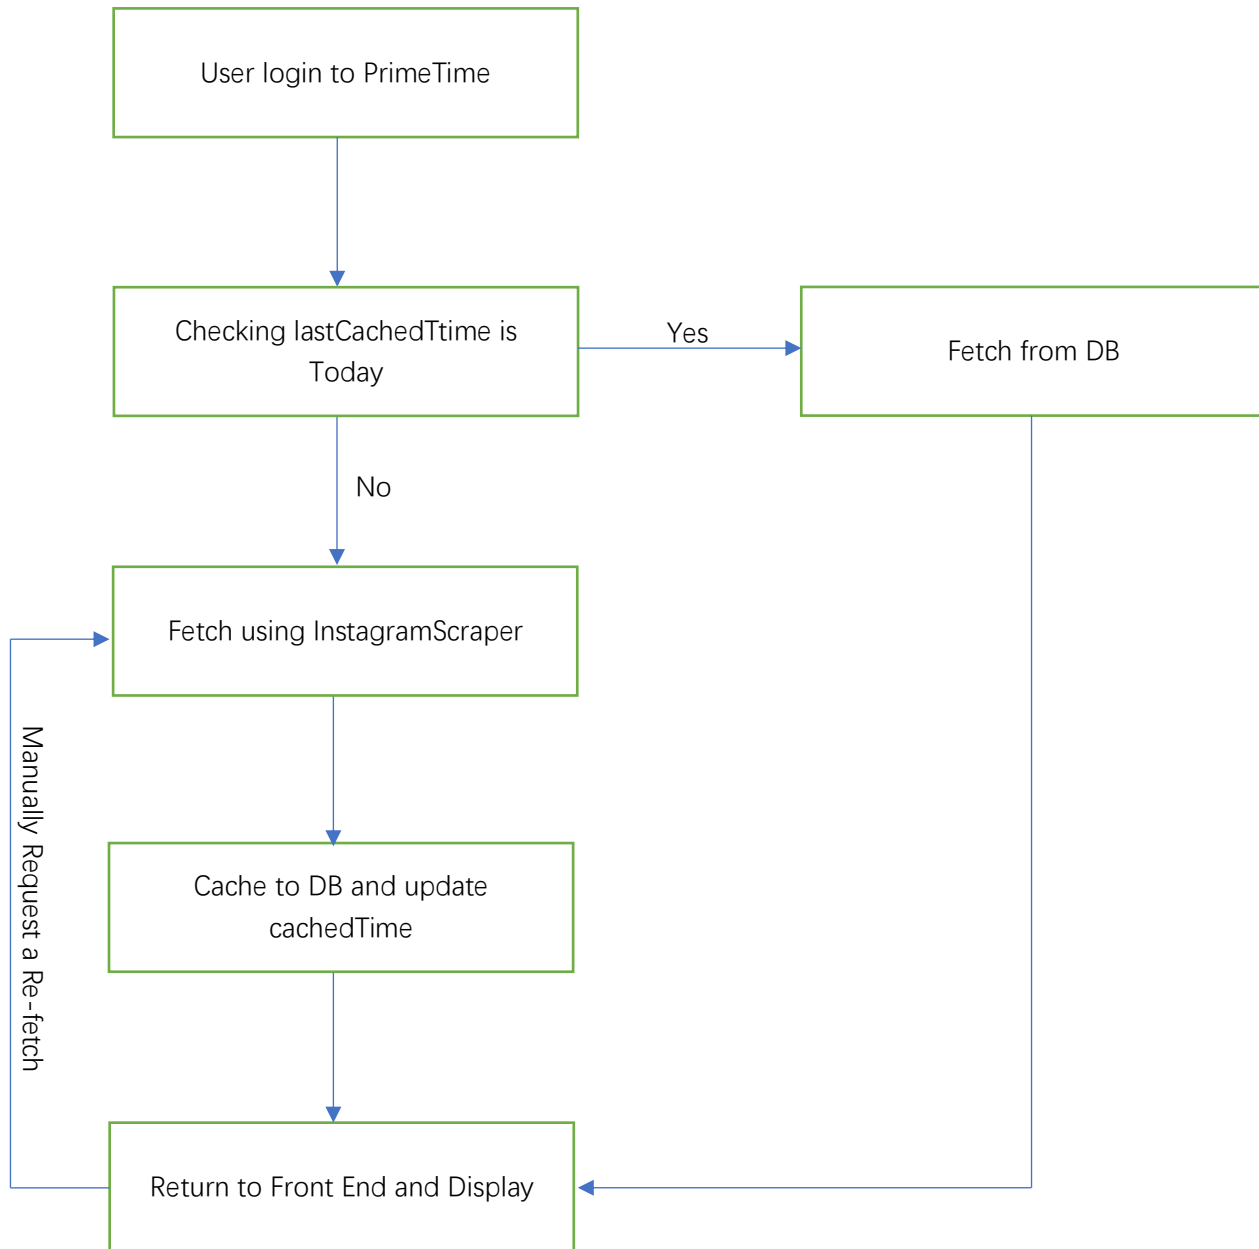 User login to PrimeTime
Checking lastCachedTtime is
Today
Yes
Fetch from DB
No
Fetch using InstagramScraper
Manually Request a Re-fetch
Cache to DB and update
cachedTime
Return to Front End and Display